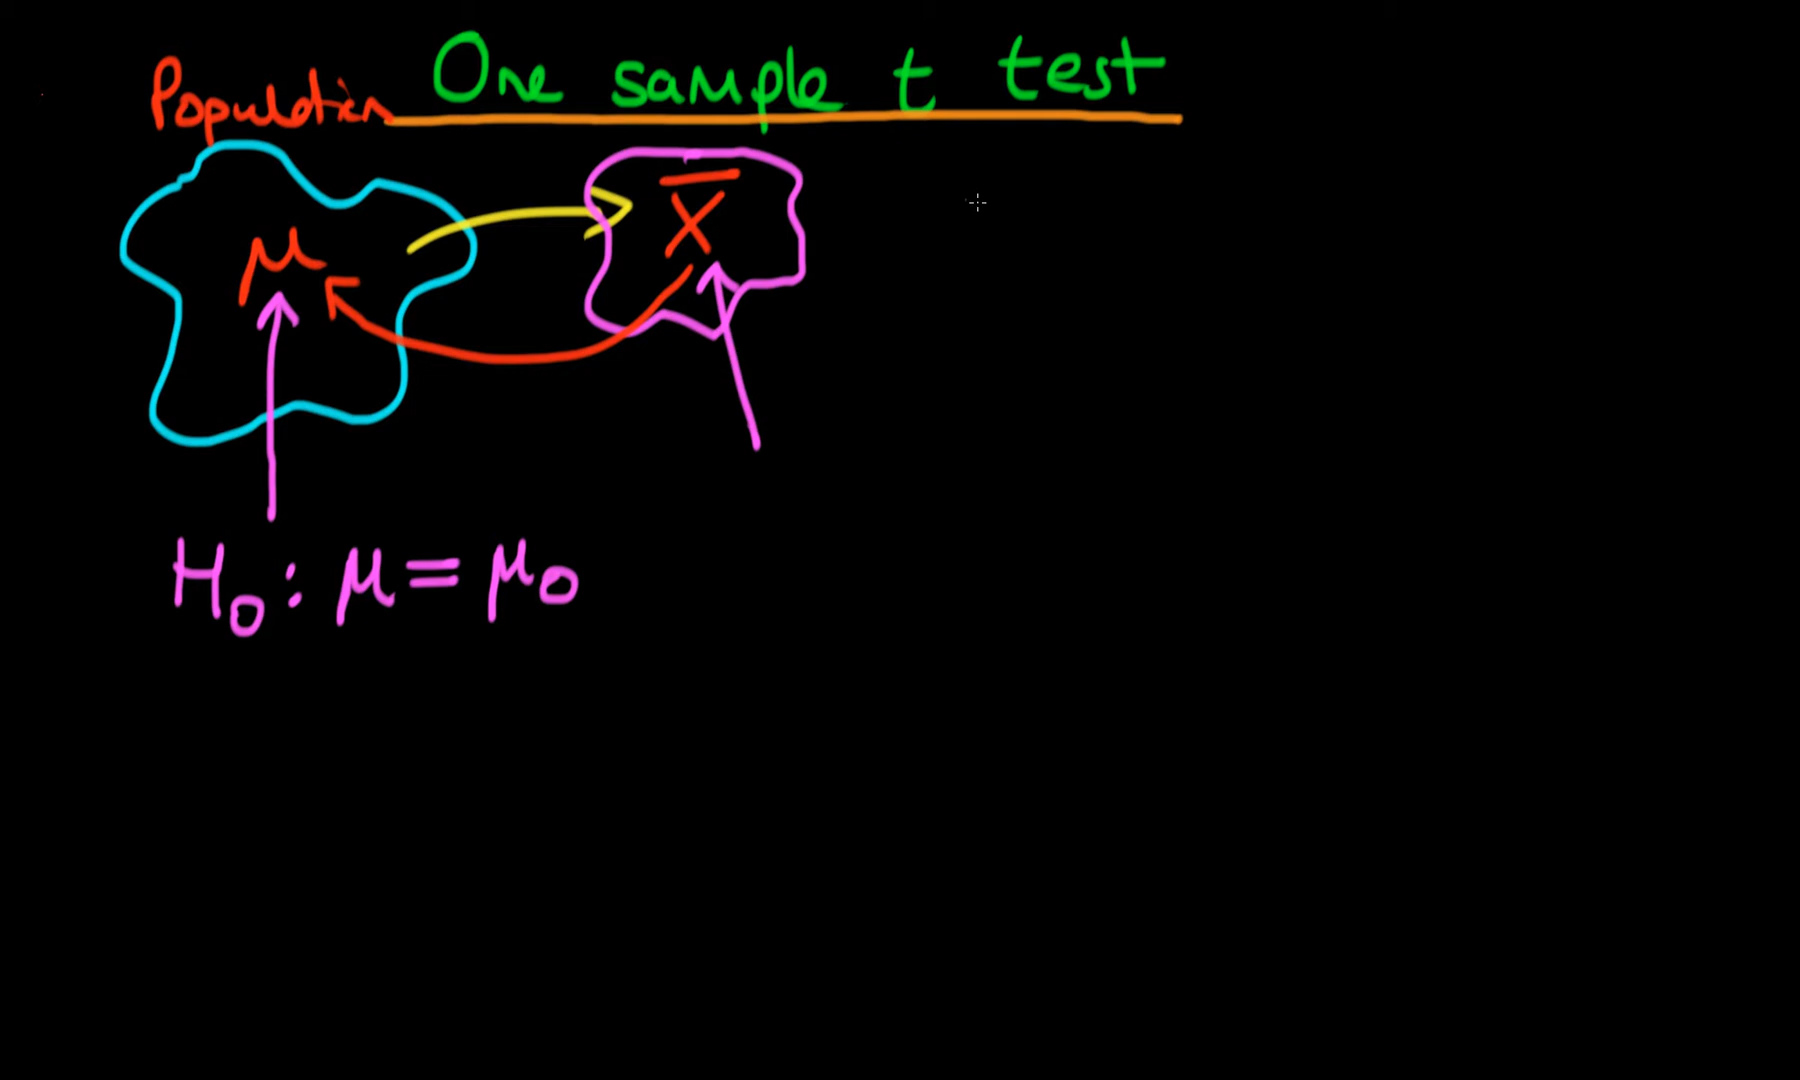 One sample t test
Population
μ
X̄
H₀: μ = μ₀